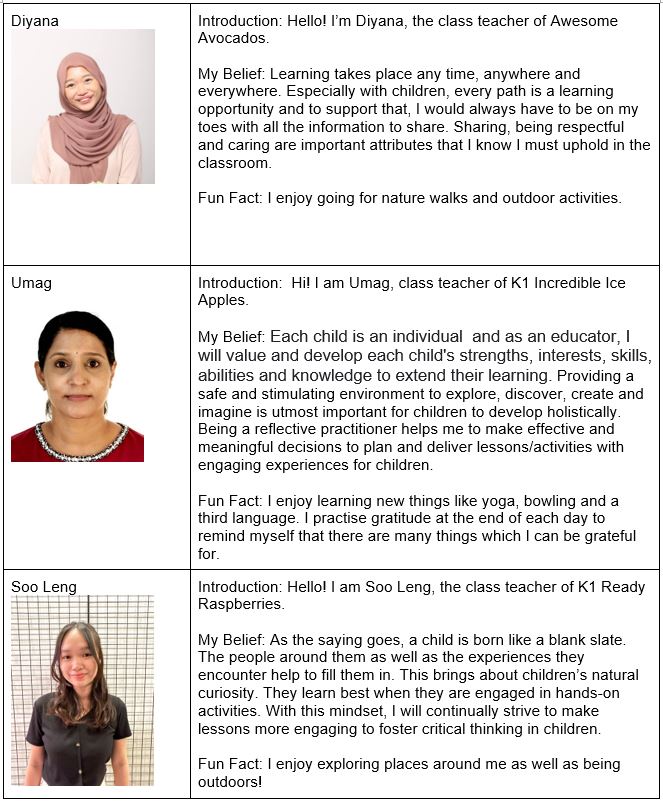 Diyana
Introduction: Hello! I’m Diyana, the class teacher of Awesome
Avocados.
My Belief: Learning takes place any time, anywhere and
everywhere. Especially with children, every path is a learning
opportunity and to support that, I would always have to be on my
toes with all the information to share. Sharing, being respectful
and caring are important attributes that I know I must uphold in the
classroom.
Fun Fact: I enjoy going for nature walks and outdoor activities.
Umag
Introduction:  Hi! I am Umag, class teacher of K1 Incredible Ice
Apples.
My Belief: Each child is an individual  and as an educator, I
will value and develop each child's strengths, interests, skills,
abilities and knowledge to extend their learning. Providing a
safe and stimulating environment to explore, discover, create and
imagine is utmost important for children to develop holistically.
Being a reflective practitioner helps me to make effective and
meaningful decisions to plan and deliver lessons/activities with
engaging experiences for children.
Fun Fact: I enjoy learning new things like yoga, bowling and a
third language. I practise gratitude at the end of each day to
remind myself that there are many things which I can be grateful
for.
Soo Leng
Introduction: Hello! I am Soo Leng, the class teacher of K1 Ready
Raspberries.
My Belief: As the saying goes, a child is born like a blank slate.
The people around them as well as the experiences they
encounter help to fill them in. This brings about children’s natural
curiosity. They learn best when they are engaged in hands-on
activities. With this mindset, I will continually strive to make
lessons more engaging to foster critical thinking in children.
Fun Fact: I enjoy exploring places around me as well as being
outdoors!